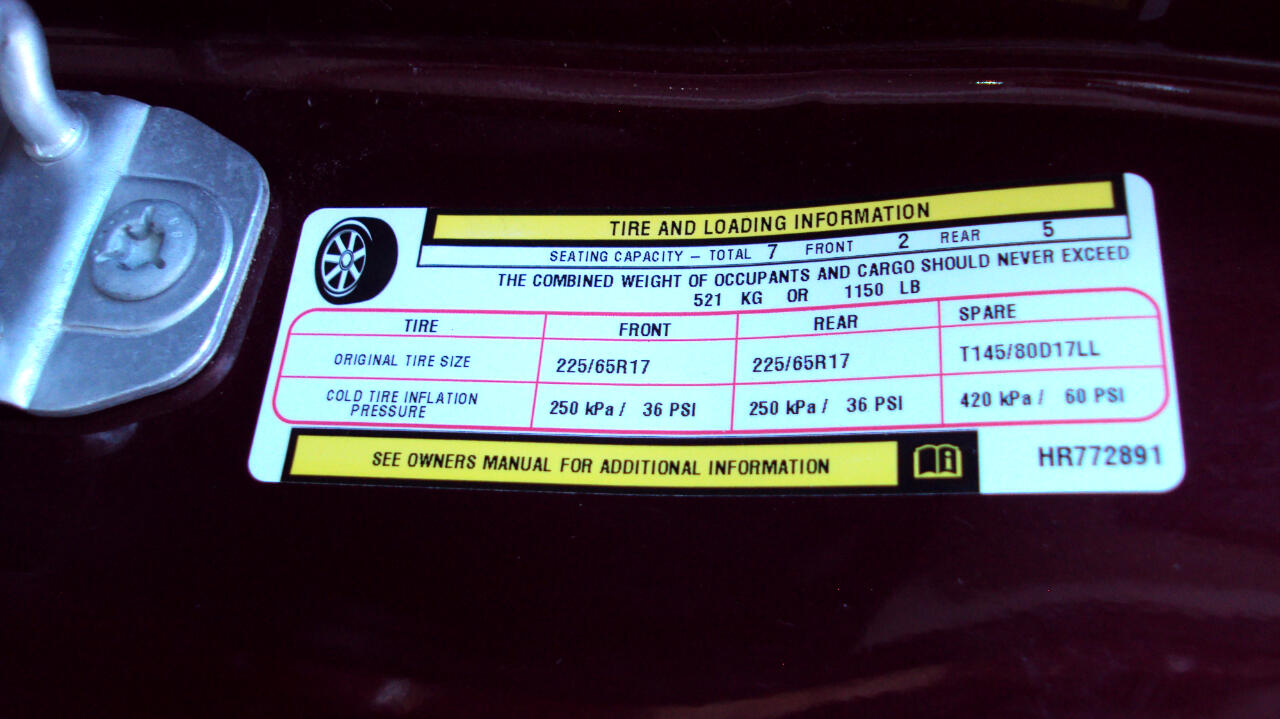 TIRE AND LOADING INFORMATION
SEATING CAPACITY – TOTAL 7 FRONT 2 REAR 5
THE COMBINED WEIGHT OF OCCUPANTS AND CARGO SHOULD NEVER EXCEED
521 KG OR 1150 LB
TIRE FRONT REAR SPARE
ORIGINAL TIRE SIZE 225/65R17 225/65R17 T145/80D17LL
COLD TIRE INFLATION
PRESSURE 250 kPa / 36 PSI 250 kPa / 36 PSI 420 kPa / 60 PSI
SEE OWNERS MANUAL FOR ADDITIONAL INFORMATION
HR772891